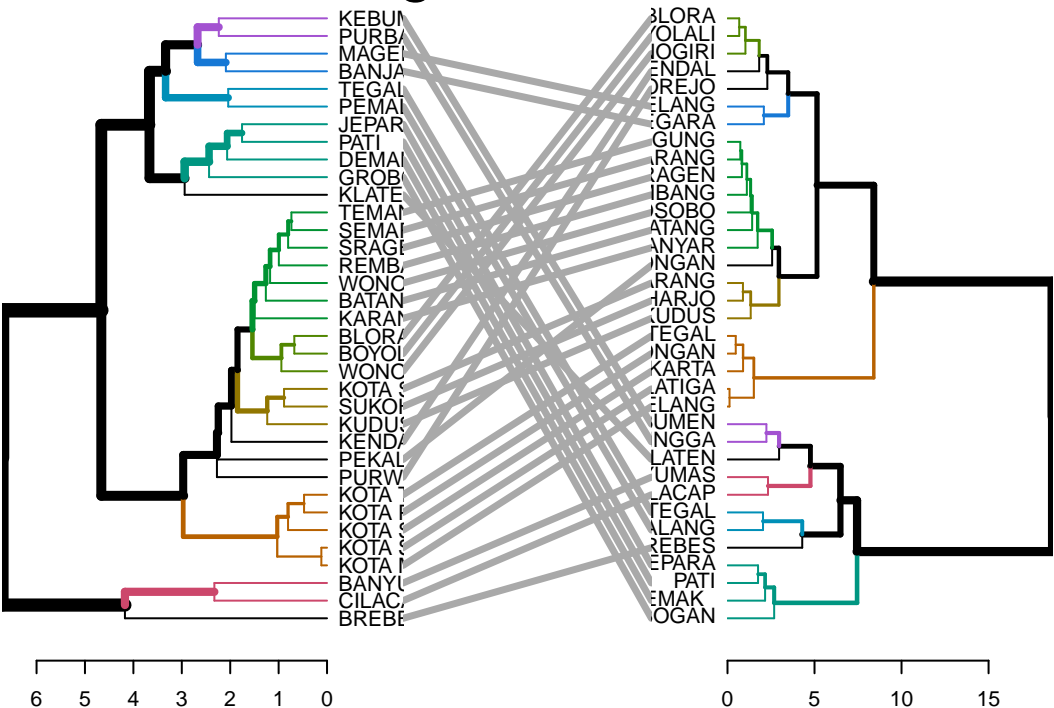 KEBUM
PURBA
MAGEI
BANJA
TEGAL
PEMAI
JEPAR
PATI
DEMAI
GROB
KLATE
TEMAN
SEMAI
SRAGE
REMBA
WONO
BATAN
KARAN
BLORA
BOYOL
WONO
KOTA S
SUKOH
KUDUS
KENDA
PEKAL
PURW
KOTA T
KOTA P
KOTA S
KOTA S
KOTA M
BANYU
CILACA
BREBE
6 5 4 3 2 1 0
BLORA
YOLALI
NOGIRI
ENDAL
OREJO
ELANG
EGARA
GUNG
ARANG
RAGEN
MBANG
OSOBO
ATANG
ANYAR
ONGAN
ARANG
HARJO
KUDUS
TEGAL
ONGAN
KARTA
ATIGA
ELANG
UMEN
NGGA
LATEN
YUMAS
LACAP
TEGAL
ALANG
REBES
EPARA
PATI
EMAK
OGAN
0 5 10 15